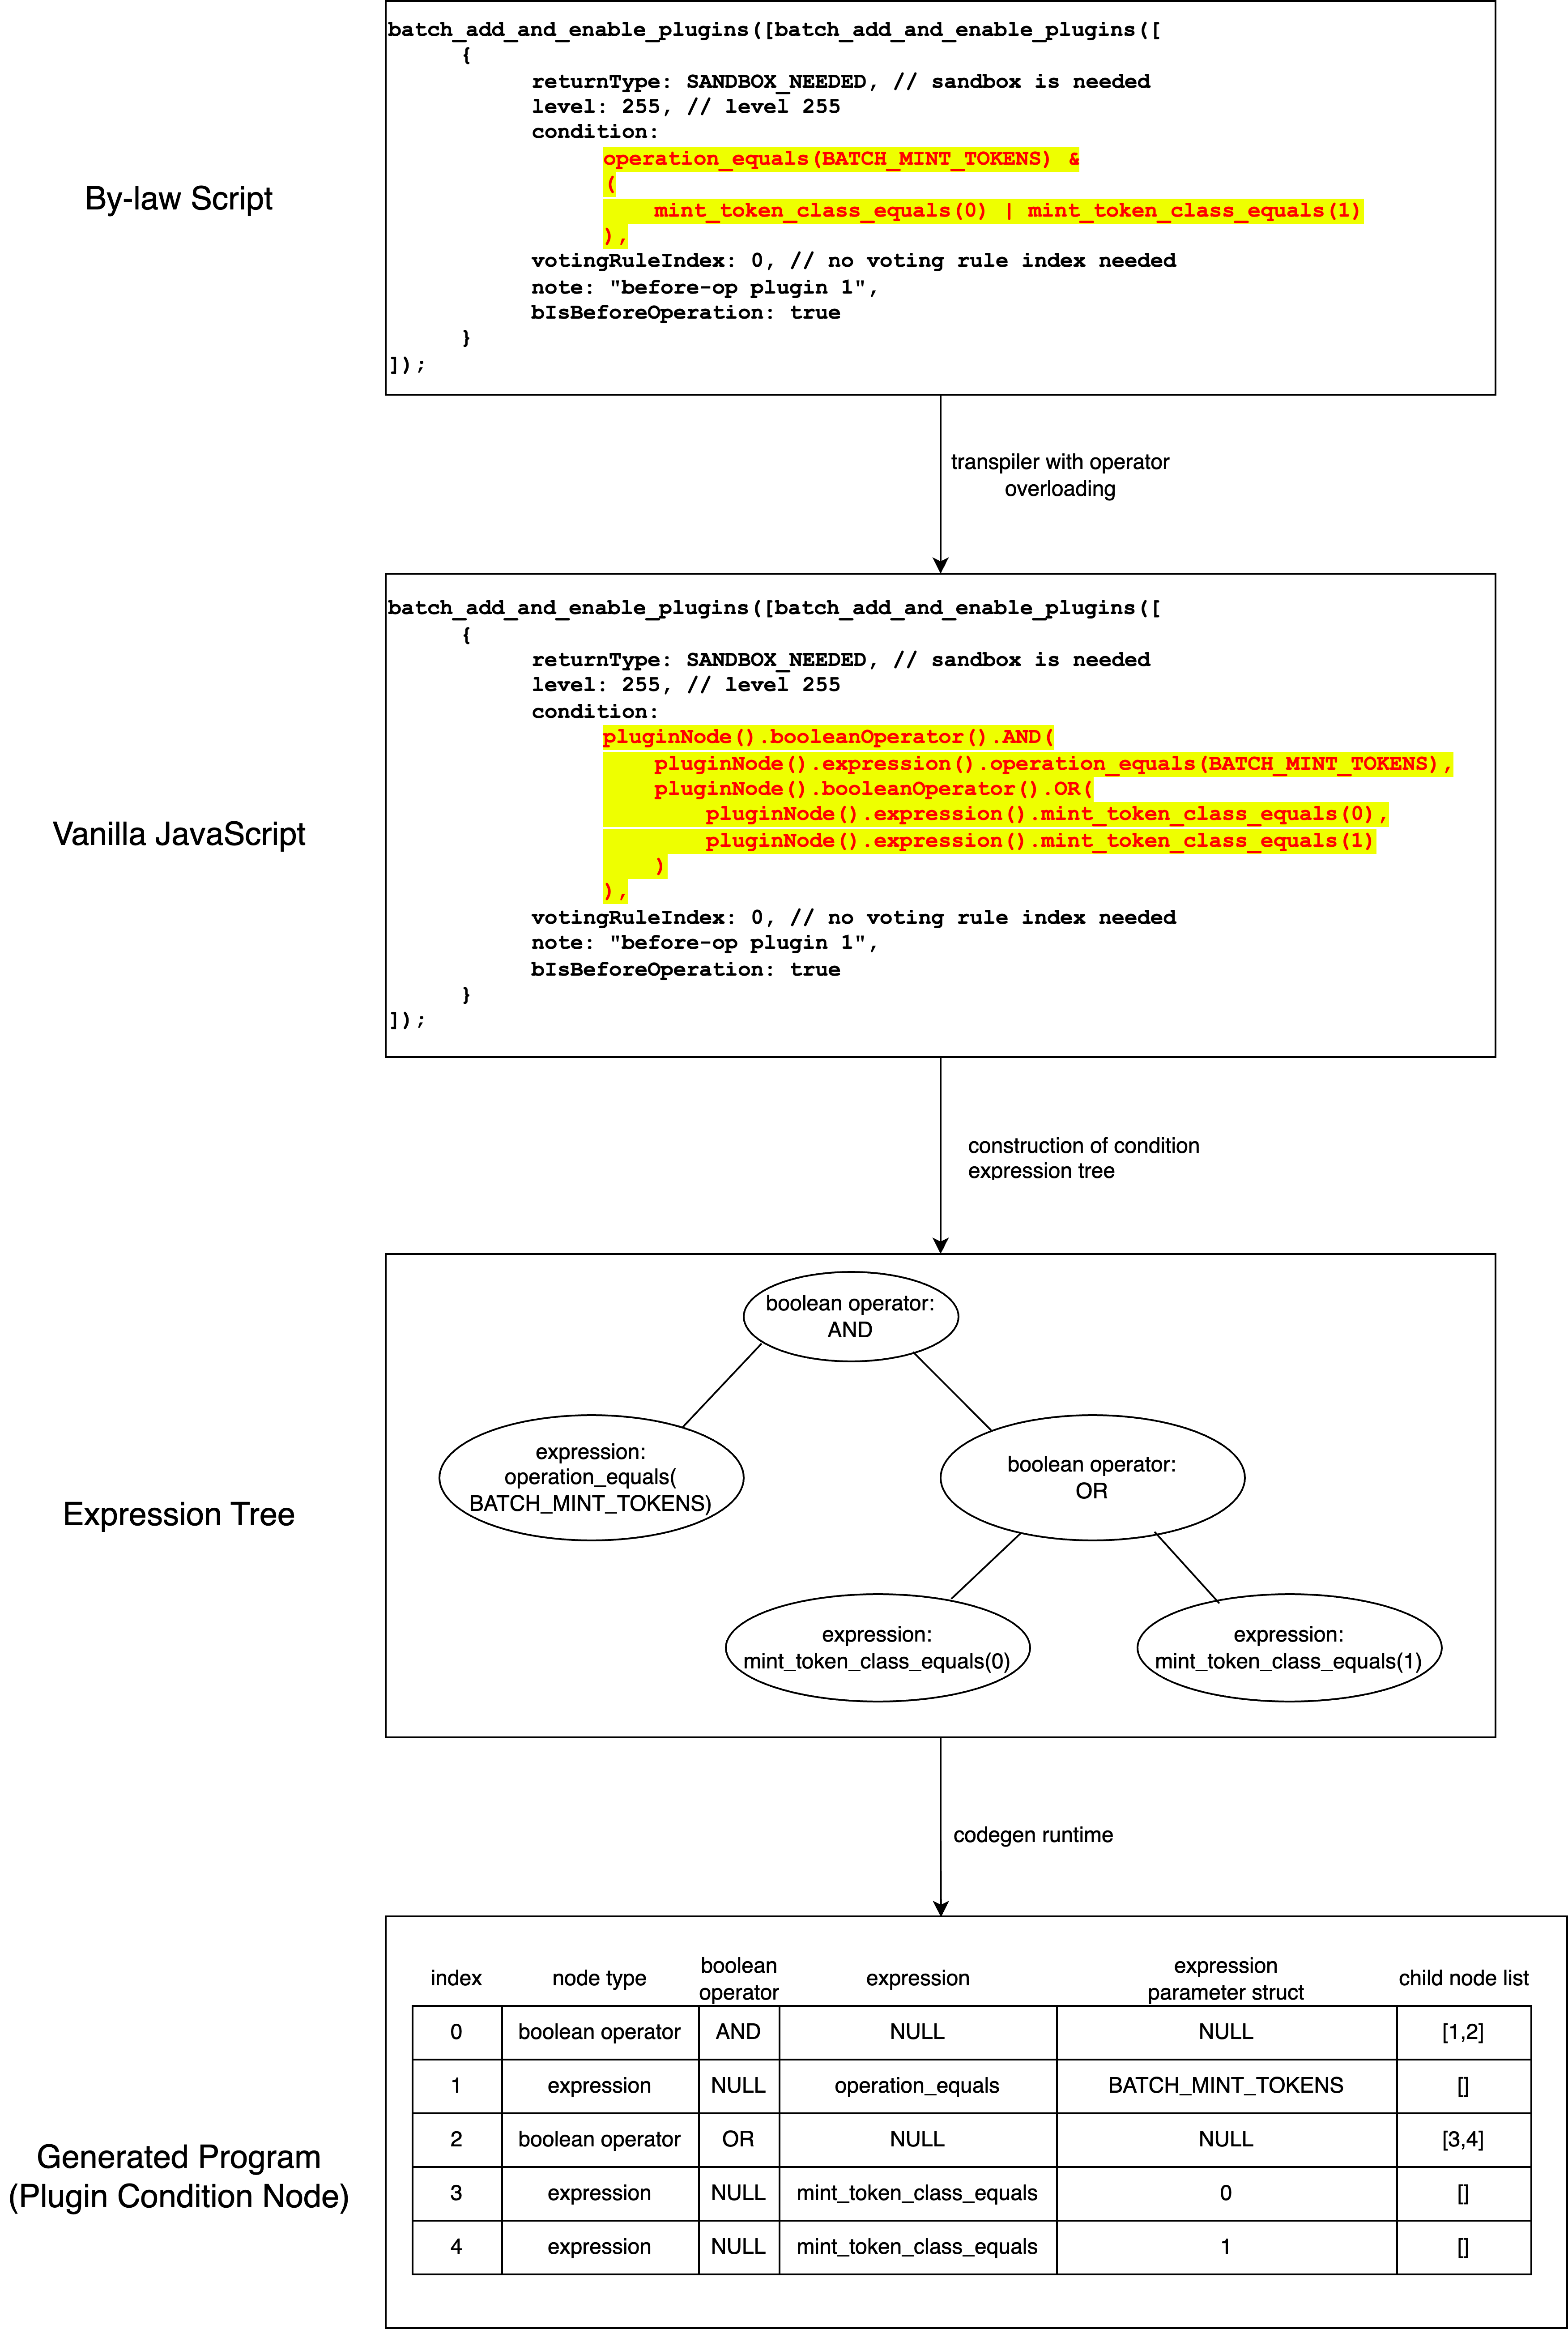 By-law Script
batch_add_and_enable_plugins([batch_add_and_enable_plugins([
{
returnType: SANDBOX_NEEDED, // sandbox is needed
level: 255, // level 255
condition:
operation_equals(BATCH_MINT_TOKENS) &
(
mint_token_class_equals(0) | mint_token_class_equals(1)
),
votingRuleIndex: 0, // no voting rule index needed
note: "before-op plugin 1",
bIsBeforeOperation: true
}
]);
transpiler with operator
overloading
Vanilla JavaScript
batch_add_and_enable_plugins([batch_add_and_enable_plugins([
{
returnType: SANDBOX_NEEDED, // sandbox is needed
level: 255, // level 255
condition:
pluginNode().booleanOperator().AND(
pluginNode().expression().operation_equals(BATCH_MINT_TOKENS),
pluginNode().booleanOperator().OR(
pluginNode().expression().mint_token_class_equals(0),
pluginNode().expression().mint_token_class_equals(1)
)
),
votingRuleIndex: 0, // no voting rule index needed
note: "before-op plugin 1",
bIsBeforeOperation: true
}
]);
construction of condition
expression tree
Expression Tree
boolean operator:
AND
expression:
operation_equals(
BATCH_MINT_TOKENS)
boolean operator:
OR
expression:
mint_token_class_equals(0)
expression:
mint_token_class_equals(1)
codegen runtime
Generated Program
(Plugin Condition Node)
index node type boolean operator expression expression parameter struct child node list
0 boolean operator AND NULL NULL [1,2]
1 expression NULL operation_equals BATCH_MINT_TOKENS []
2 boolean operator OR NULL NULL [3,4]
3 expression NULL mint_token_class_equals 0 []
4 expression NULL mint_token_class_equals 1 []